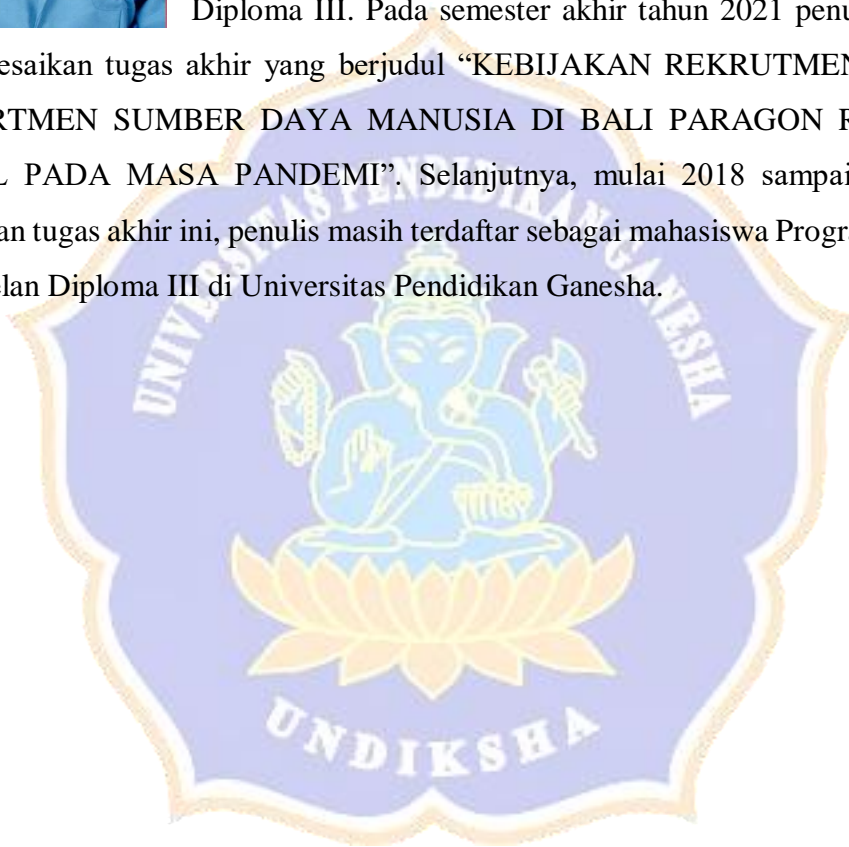 Diploma III. Pada semester akhir tahun 2021 penu
esaikan tugas akhir yang berjudul “KEBIJAKAN REKRUTMEN
RTMEN SUMBER DAYA MANUSIA DI BALI PARAGON R
L PADA MASA PANDEMI”. Selanjutnya, mulai 2018 sampai
an tugas akhir ini, penulis masih terdaftar sebagai mahasiswa Progra
elan Diploma III di Universitas Pendidikan Ganesha.
UNIVERSITAS PENDIDIKAN GANESHA
UNDIKSHA